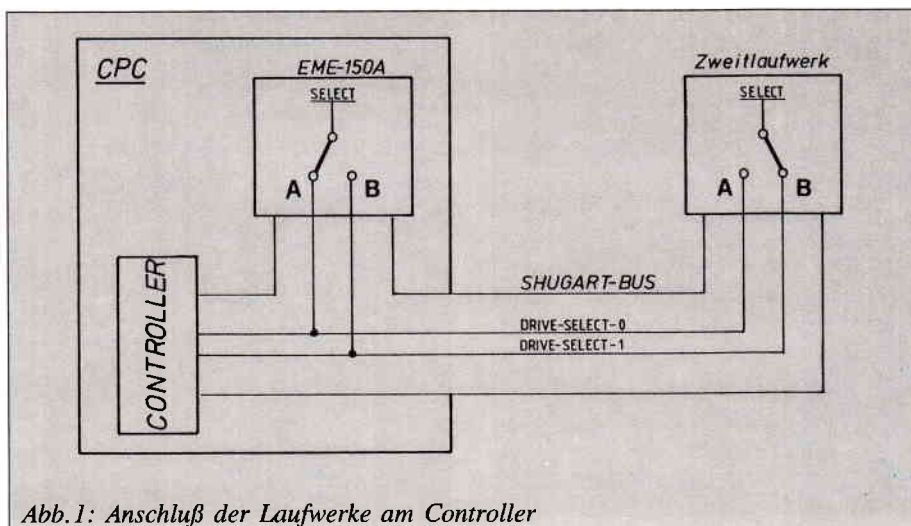 CPC
EME-150A
SELECT
A
B
Zweitlaufwerk
SELECT
A
B
CONTROLLER
SHUGART-BUS
DRIVE-SELECT-0
DRIVE-SELECT-1
Abb.1: Anschluß der Laufwerke am Controller